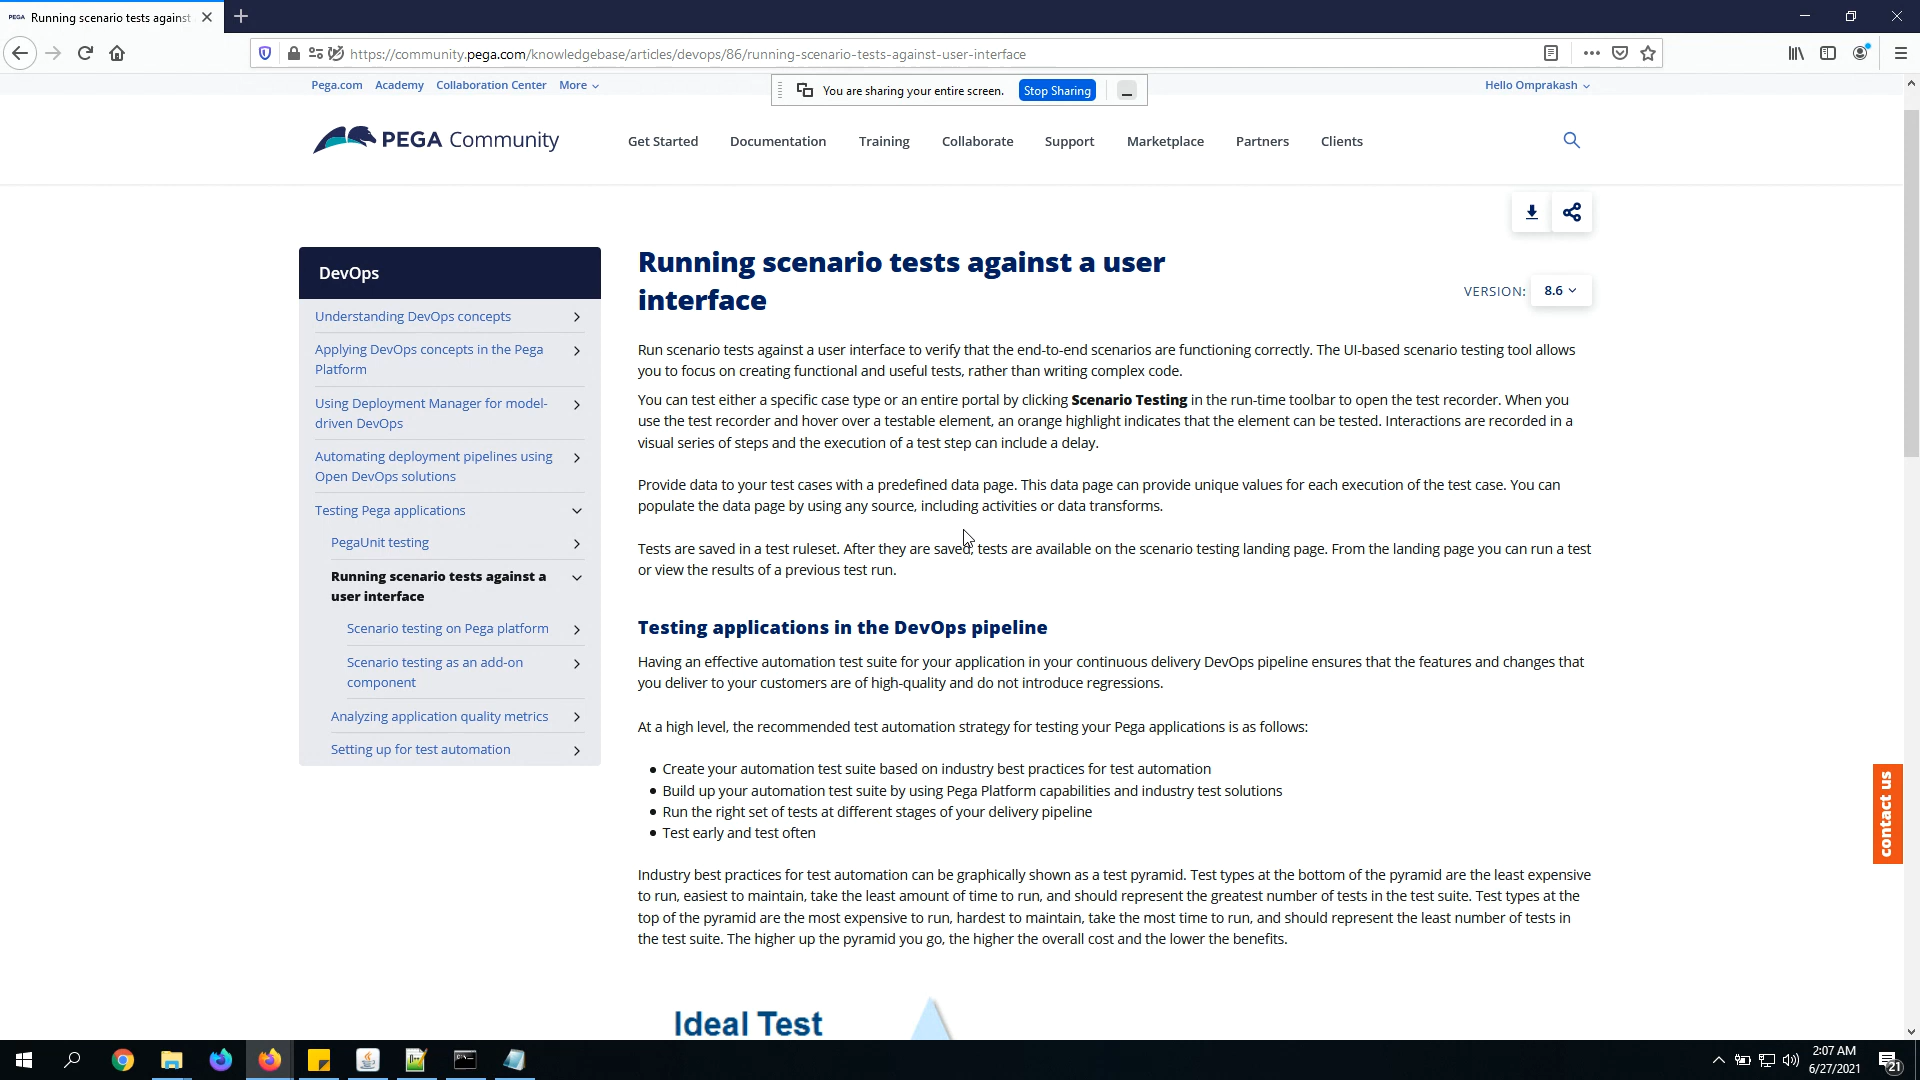 PEGA Running scenario tests against
https://community.pega.com/knowledgebase/articles/devops/86/running-scenario-tests-against-user-interface
Pega.com Academy Collaboration Center More
You are sharing your entire screen. Stop Sharing
Hello Omprakash
PEGA Community
Get Started Documentation Training Collaborate Support Marketplace Partners Clients
DevOps
Understanding DevOps concepts
Applying DevOps concepts in the Pega
Platform
Using Deployment Manager for model-
driven DevOps
Automating deployment pipelines using
Open DevOps solutions
Testing Pega applications
PegaUnit testing
Running scenario tests against a
user interface
Scenario testing on Pega platform
Scenario testing as an add-on
component
Analyzing application quality metrics
Setting up for test automation
Running scenario tests against a user
interface
VERSION: 8.6
Run scenario tests against a user interface to verify that the end-to-end scenarios are functioning correctly. The UI-based scenario testing tool allows
you to focus on creating functional and useful tests, rather than writing complex code.
You can test either a specific case type or an entire portal by clicking Scenario Testing in the run-time toolbar to open the test recorder. When you
use the test recorder and hover over a testable element, an orange highlight indicates that the element can be tested. Interactions are recorded in a
visual series of steps and the execution of a test step can include a delay.
Provide data to your test cases with a predefined data page. This data page can provide unique values for each execution of the test case. You can
populate the data page by using any source, including activities or data transforms.
Tests are saved in a test ruleset. After they are saved, tests are available on the scenario testing landing page. From the landing page you can run a test
or view the results of a previous test run.
Testing applications in the DevOps pipeline
Having an effective automation test suite for your application in your continuous delivery DevOps pipeline ensures that the features and changes that
you deliver to your customers are of high-quality and do not introduce regressions.
At a high level, the recommended test automation strategy for testing your Pega applications is as follows:
• Create your automation test suite based on industry best practices for test automation
• Build up your automation test suite by using Pega Platform capabilities and industry test solutions
• Run the right set of tests at different stages of your delivery pipeline
• Test early and test often
Industry best practices for test automation can be graphically shown as a test pyramid. Test types at the bottom of the pyramid are the least expensive
to run, easiest to maintain, take the least amount of time to run, and should represent the greatest number of tests in the test suite. Test types at the
top of the pyramid are the most expensive to run, hardest to maintain, take the most time to run, and should represent the least number of tests in
the test suite. The higher up the pyramid you go, the higher the overall cost and the lower the benefits.
Ideal Test
contact us
2:07 AM
6/27/2021
21